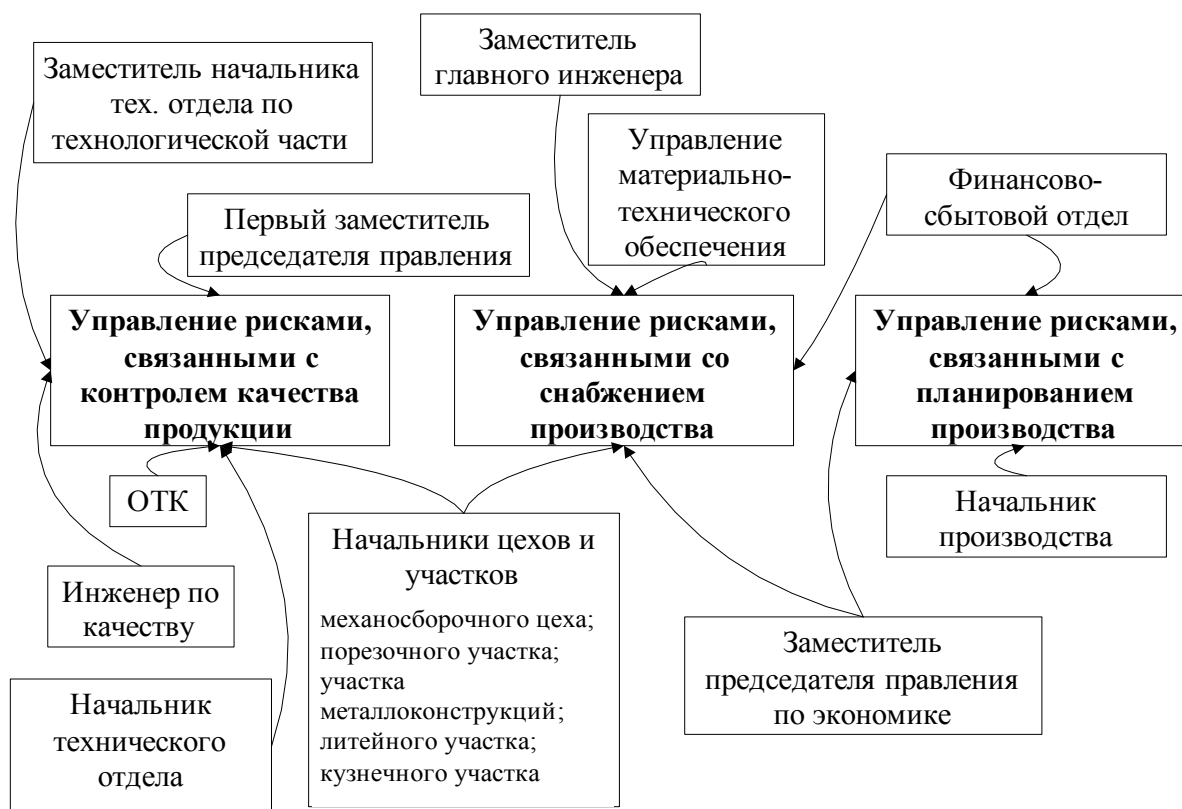 Заместитель начальника
тех. отдела по
технологической части
Заместитель
главного инженера
Управление
материально-
технического
обеспечения
Финансово-
сбытовой отдел
Первый заместитель
председателя правления
Управление рисками,
связанными с
контролем качества
продукции
Управление рисками,
связанными со
снабжением
производства
Управление рисками,
связанными с
планированием
производства
ОТК
Начальник
производства
Инженер по
качеству
Начальники цехов и
участков
механосборочного цеха;
порезочного участка;
участка
металлоконструкций;
литейного участка;
кузнечного участка
Заместитель
председателя правления
по экономике
Начальник
технического
отдела